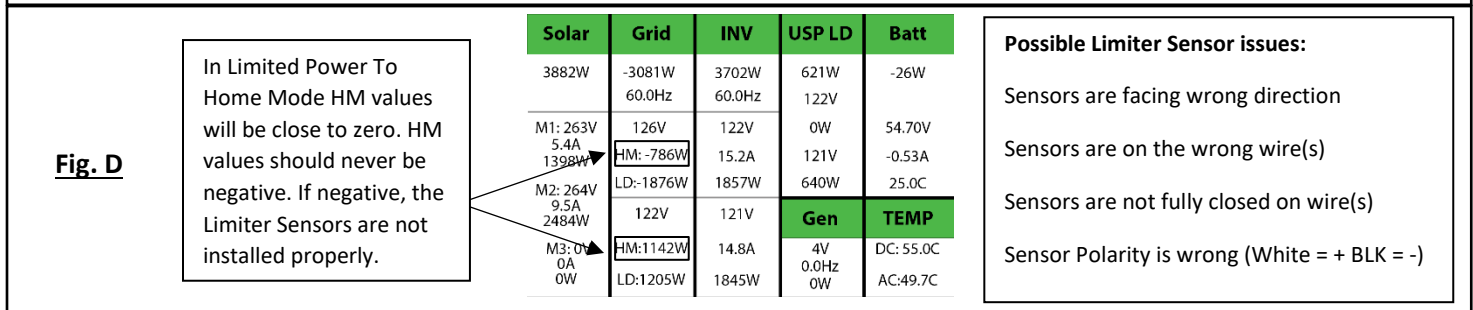 Fig. D
In Limited Power To
Home Mode HM values
will be close to zero. HM
values should never be
negative. If negative, the
Limiter Sensors are not
installed properly.
Solar Grid INV USP LD Batt
3882W -3081W 3702W 621W -26W
60.0Hz 60.0Hz 122V
M1: 263V 126V 122V 0W 54.70V
5.4A
1398W HM: -786W 15.2A 121V -0.53A
M2: 264V LD:-1876W 1857W 640W 25.0C
9.5A
2484W 122V 121V Gen TEMP
M3: 0V HM:1142W 14.8A 4V DC: 55.0C
0A 0.0Hz
0W LD:1205W 1845W 0W AC:49.7C
Possible Limiter Sensor issues:
Sensors are facing wrong direction
Sensors are on the wrong wire(s)
Sensors are not fully closed on wire(s)
Sensor Polarity is wrong (White = + BLK = -)